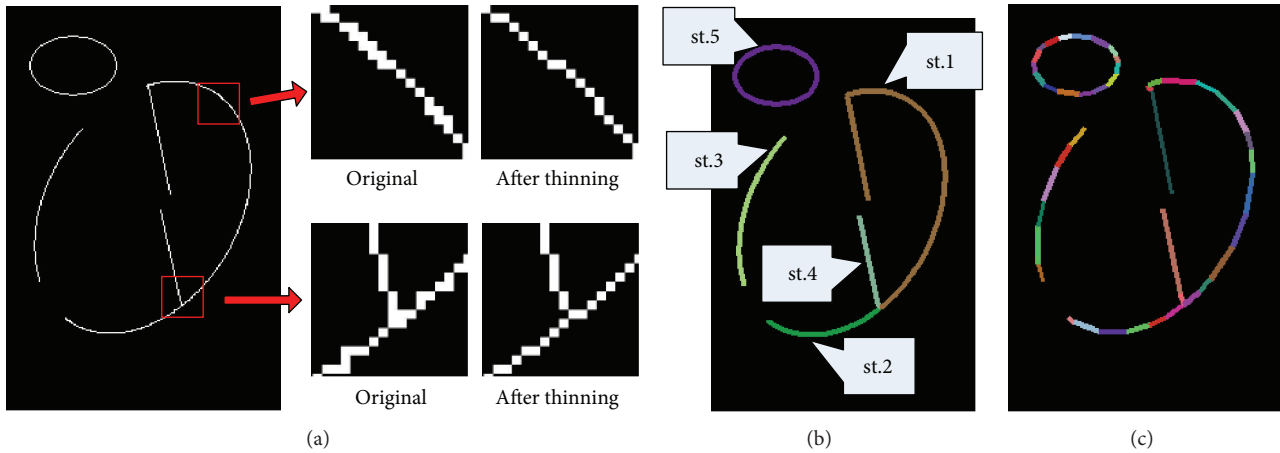 Original
After thinning
Original
After thinning
(a)
st.5
st.1
st.3
st.4
st.2
(b)
(c)